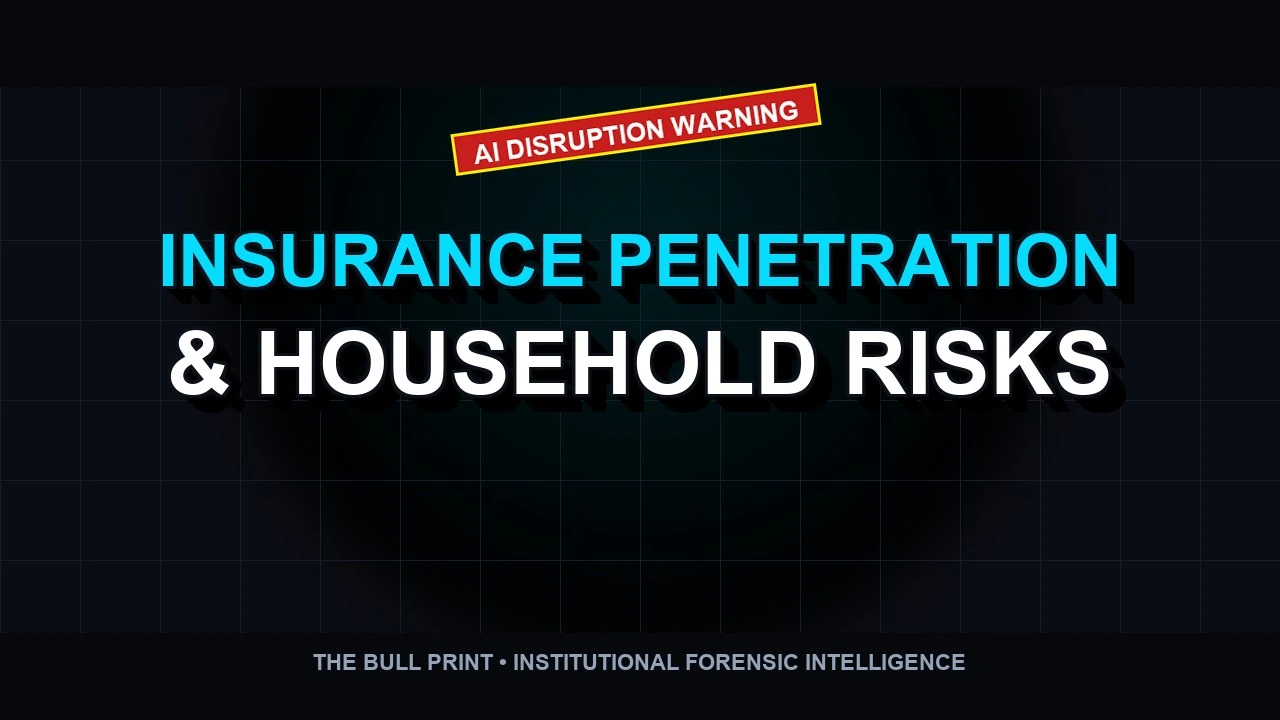 AI DISRUPTION WARNING
INSURANCE PENETRATION
& HOUSEHOLD RISKS
THE BULL PRINT • INSTITUTIONAL FORENSIC INTELLIGENCE